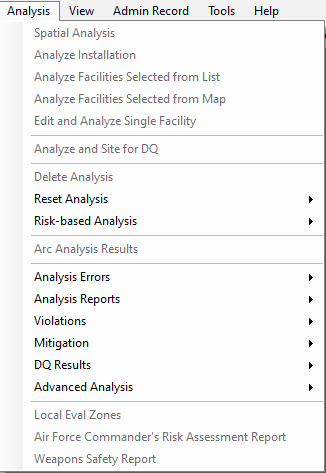 Analysis View Admin Record Tools Help
Spatial Analysis
Analyze Installation
Analyze Facilities Selected from List
Analyze Facilities Selected from Map
Edit and Analyze Single Facility
Analyze and Site for DQ
Delete Analysis
Reset Analysis
Risk-based Analysis
Arc Analysis Results
Analysis Errors
Analysis Reports
Violations
Mitigation
DQ Results
Advanced Analysis
Local Eval Zones
Air Force Commander's Risk Assessment Report
Weapons Safety Report